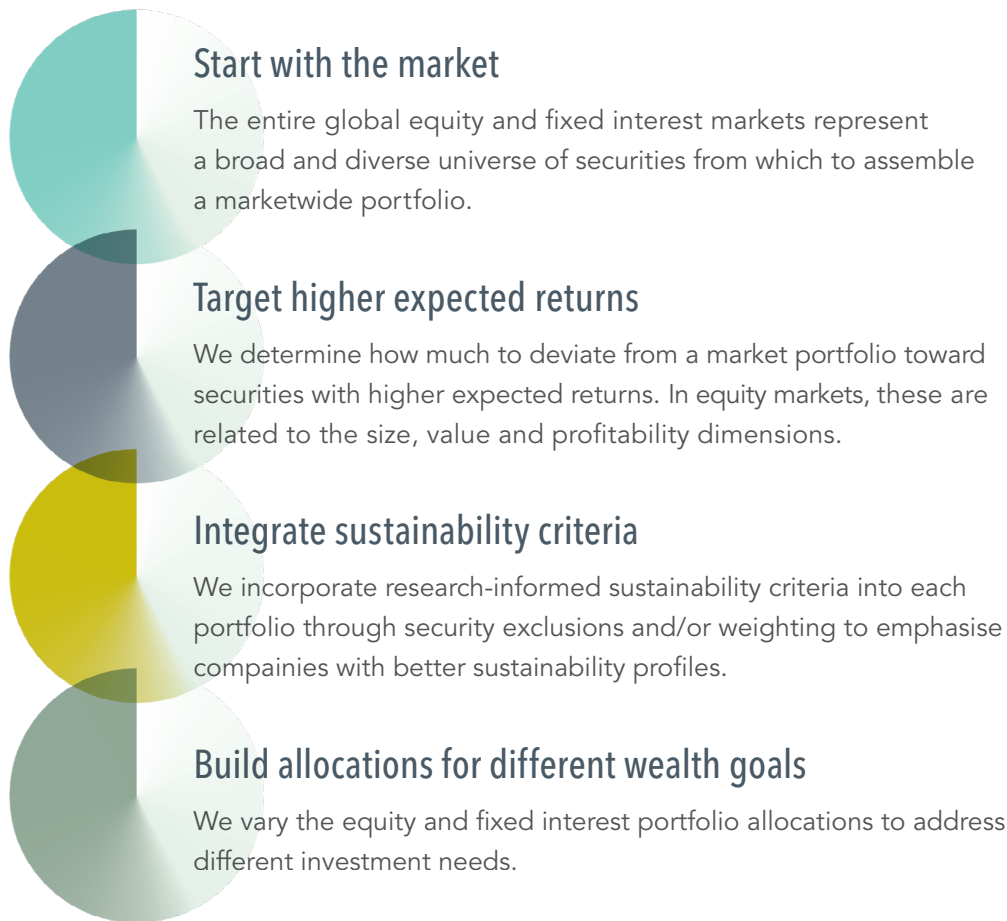 Start with the market
The entire global equity and fixed interest markets represent
a broad and diverse universe of securities from which to assemble
a marketwide portfolio.
Target higher expected returns
We determine how much to deviate from a market portfolio toward
securities with higher expected returns. In equity markets, these are
related to the size, value and profitability dimensions.
Integrate sustainability criteria
We incorporate research-informed sustainability criteria into each
portfolio through security exclusions and/or weighting to emphasise
compainies with better sustainability profiles.
Build allocations for different wealth goals
We vary the equity and fixed interest portfolio allocations to address
different investment needs.